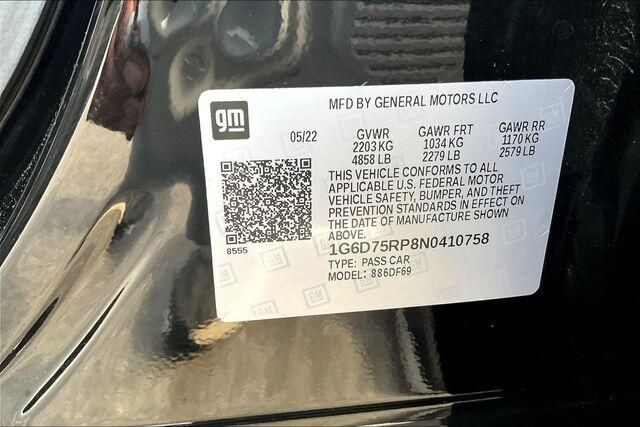 gm
MFD BY GENERAL MOTORS LLC
05/22 GVWR GAWR FRT GAWR RR
2203 KG 1034 KG 1170 KG
4858 LB 2279 LB 2579 LB
THIS VEHICLE CONFORMS TO ALL
APPLICABLE U.S. FEDERAL MOTOR
VEHICLE SAFETY, BUMPER, AND THEFT
PREVENTION STANDARDS IN EFFECT ON
THE DATE OF MANUFACTURE SHOWN
ABOVE.
8555
1G6D75RP8N0410758
TYPE: PASS CAR
MODEL: 886DF69